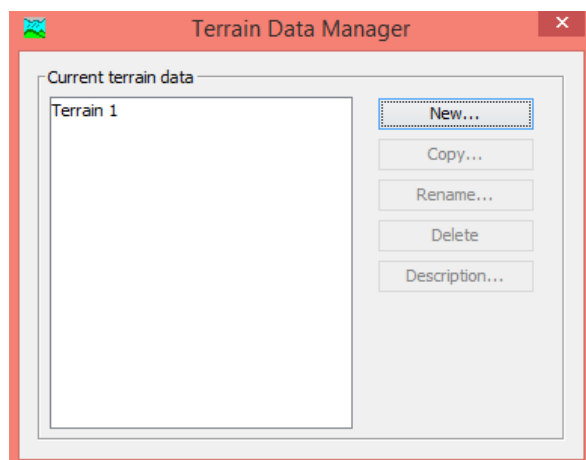 Terrain Data Manager
Current terrain data
Terrain 1
New...
Copy...
Rename...
Delete
Description...